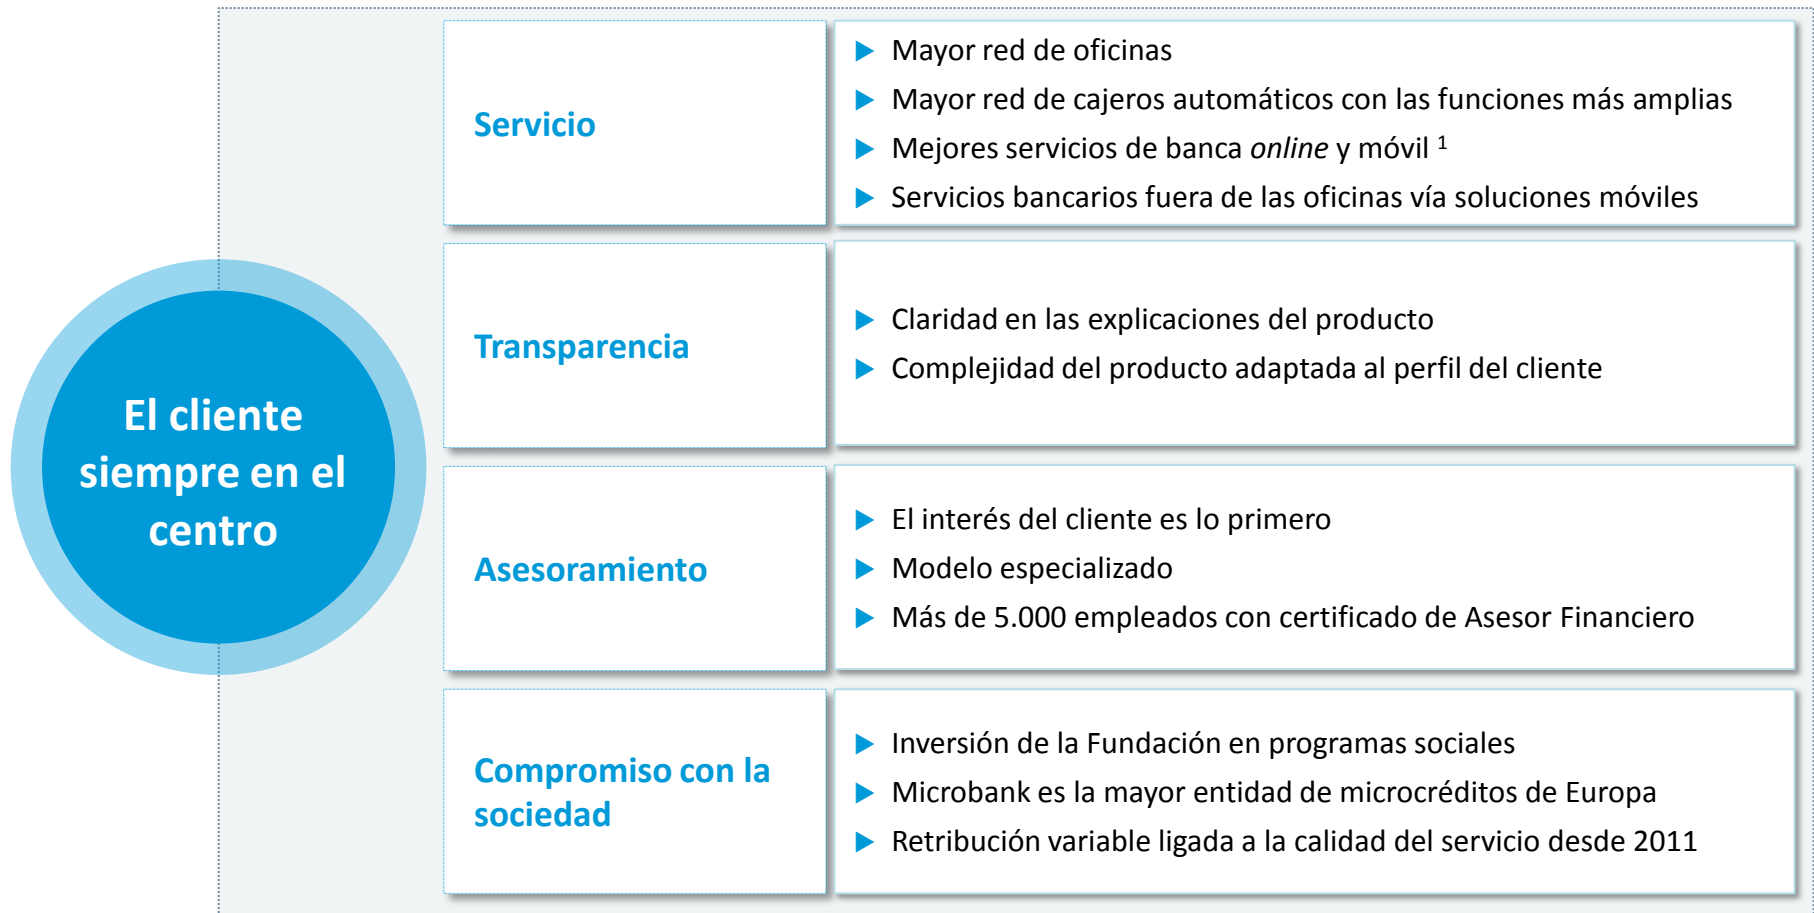 El cliente
siempre en el
centro
Servicio
Mayor red de oficinas
Mayor red de cajeros automáticos con las funciones más amplias
Mejores servicios de banca online y móvil 1
Servicios bancarios fuera de las oficinas vía soluciones móviles
Transparencia
Claridad en las explicaciones del producto
Complejidad del producto adaptada al perfil del cliente
Asesoramiento
El interés del cliente es lo primero
Modelo especializado
Más de 5.000 empleados con certificado de Asesor Financiero
Compromiso con la
sociedad
Inversión de la Fundación en programas sociales
Microbank es la mayor entidad de microcréditos de Europa
Retribución variable ligada a la calidad del servicio desde 2011